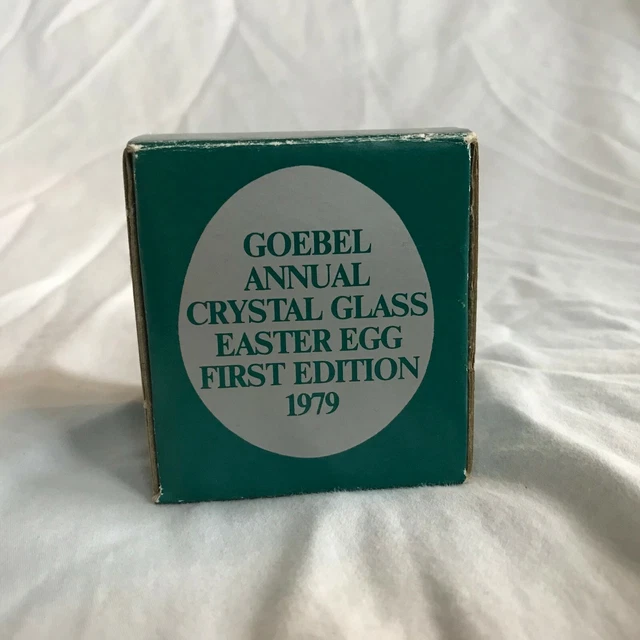 GOEBEL
ANNUAL
CRYSTAL GLASS
EASTER EGG
FIRST EDITION
1979